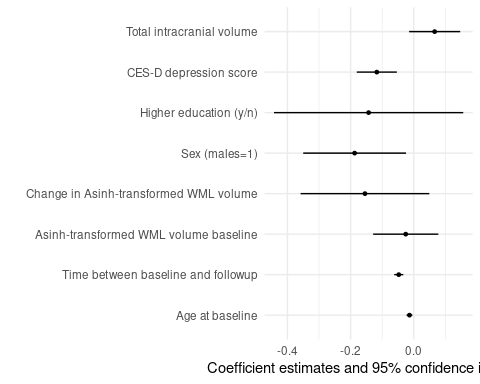 Total intracranial volume
CES-D depression score
Higher education (y/n)
Sex (males=1)
Change in Asinh-transformed WML volume
Asinh-transformed WML volume baseline
Time between baseline and followup
Age at baseline
-0.4 -0.2 0.0
Coefficient estimates and 95% confidence i